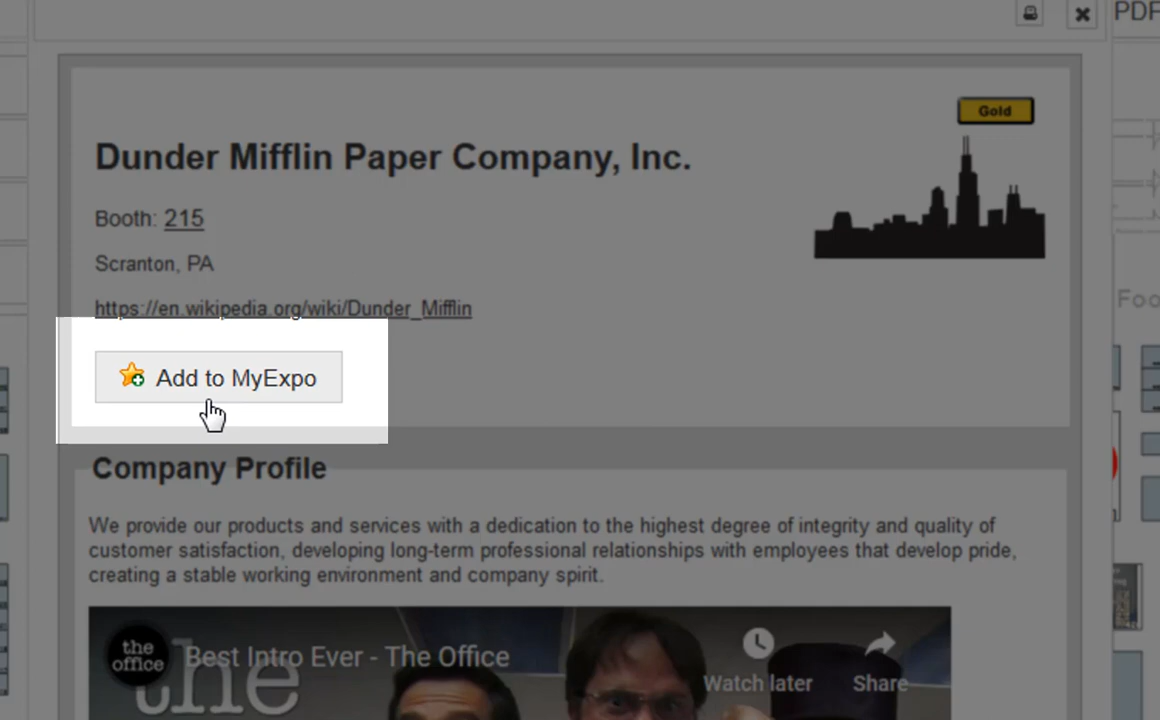 PDF
Gold
Dunder Mifflin Paper Company, Inc.
Booth: 215
Scranton, PA
https://en.wikipedia.org/wiki/Dunder_Mifflin
Foo
Add to MyExpo
Company Profile
We provide our products and services with a dedication to the highest degree of integrity and quality of
customer satisfaction, developing long-term professional relationships with employees that develop pride,
creating a stable working environment and company spirit.
the
office
Best Intro Ever - The Office
the
Watch later
Share